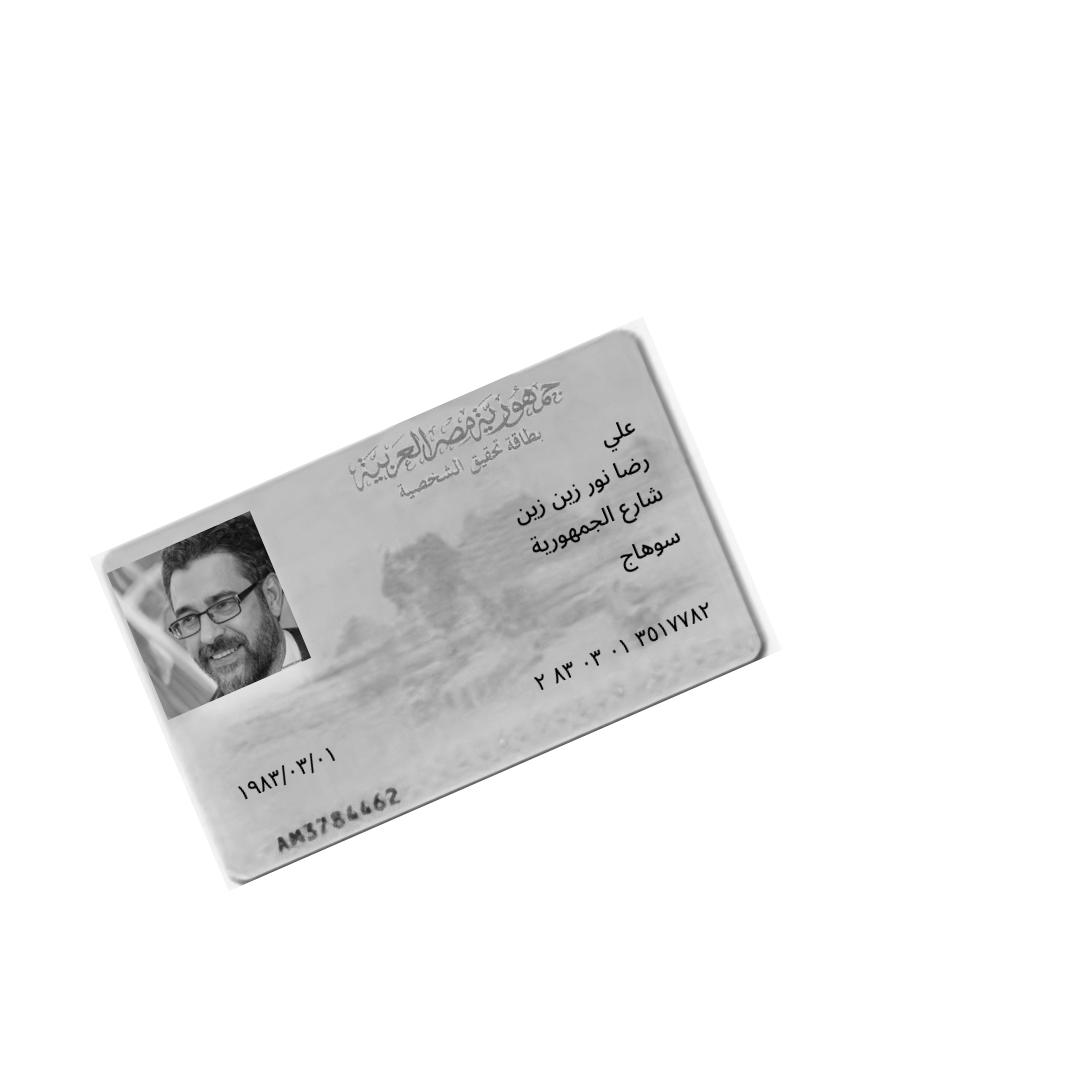 جمهورية مصر العربية
بطاقة تحقيق الشخصية
علي
رضا نور زين زين
شارع الجمهورية
سوهاج
٢ ٨٣ ٠٣ ٠١ ٣٥١٧٧٨٢
١٩٨٣/٠٣/٠١
AM3784462